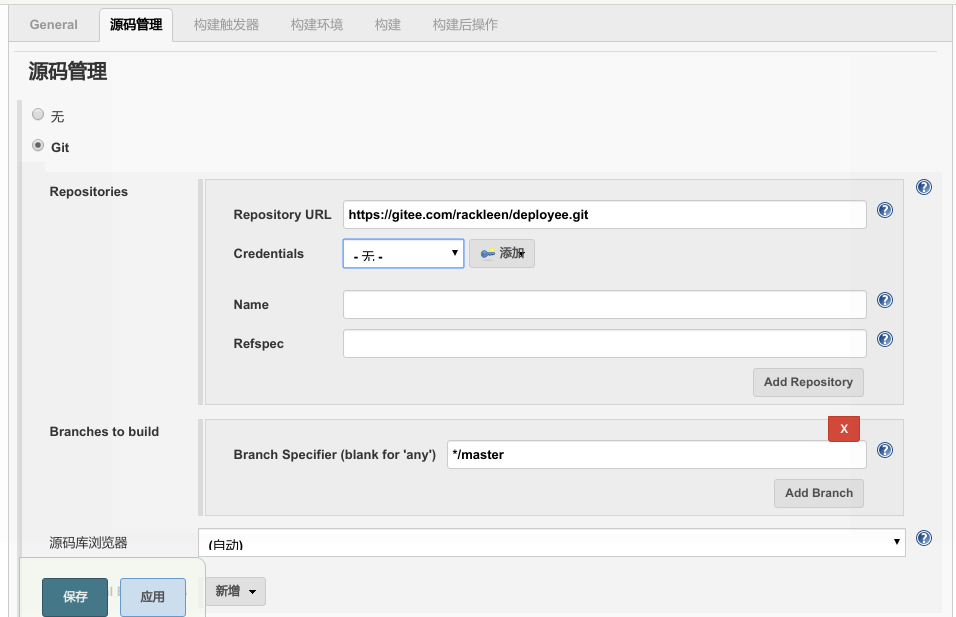 General 源码管理 构建触发器 构建环境 构建 构建后操作
源码管理
无
Git
Repositories
Repository URL https://gitee.com/rackleen/deployee.git
Credentials - 无 - 添加
Name
Refspec
Add Repository
Branches to build
X
Branch Specifier (blank for 'any') */master
Add Branch
源码库浏览器 (自动)
新增
保存 应用